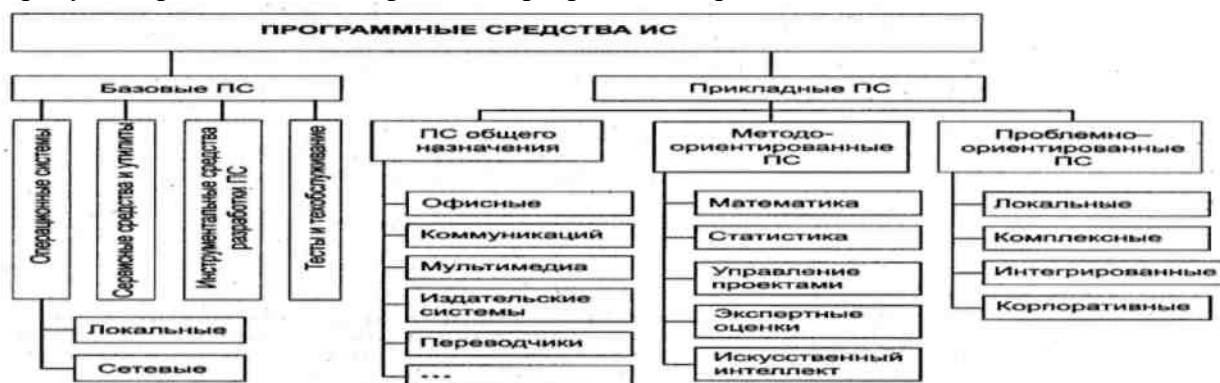 ПРОГРАММНЫЕ СРЕДСТВА ИС
Базовые ПС
Прикладные ПС
Операционные системы
Сервисные средства и утилиты
Инструментальные средства
разработки ПС
Тесты и техобслуживание
Локальные
Сетевые
ПС общего
назначения
Офисные
Коммуникаций
Мультимедиа
Издательские
системы
Переводчики
---
Методо-
ориентированные
ПС
Математика
Статистика
Управление
проектами
Экспертные
оценки
Искусственный
интеллект
Проблемно–
ориентированные
ПС
Локальные
Комплексные
Интегрированные
Корпоративные